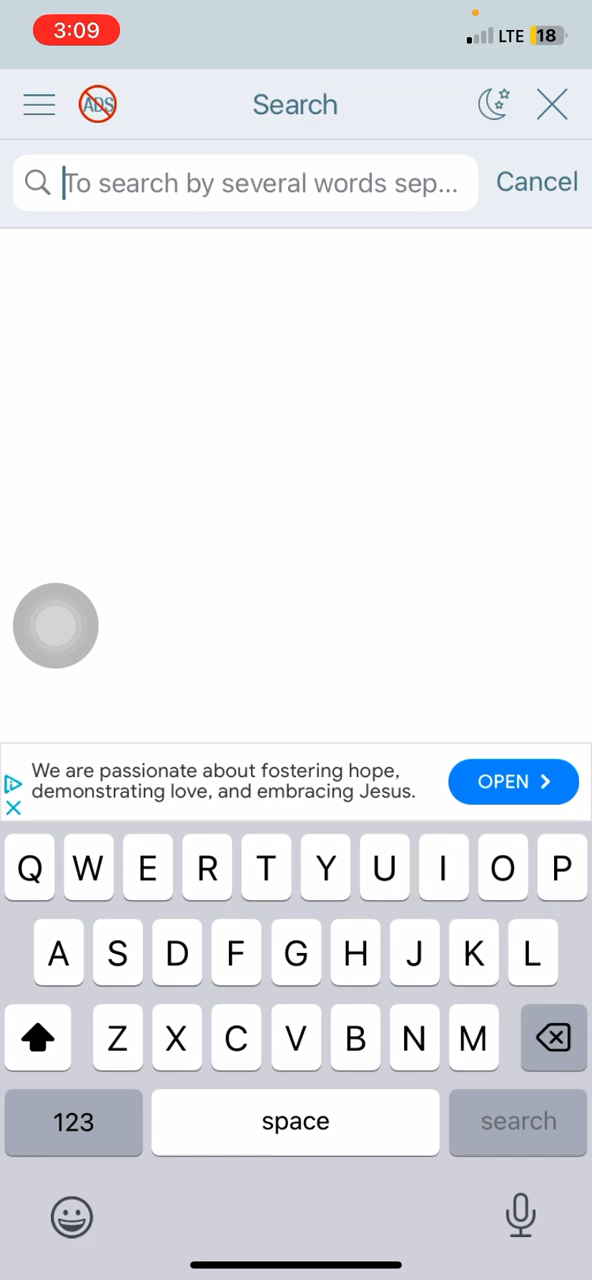 3:09
LTE 18
ADS
Search
To search by several words sep...
Cancel
We are passionate about fostering hope,
demonstrating love, and embracing Jesus.
OPEN
Q W E R T Y U I O P
A S D F G H J K L
Z X C V B N M
123 space search